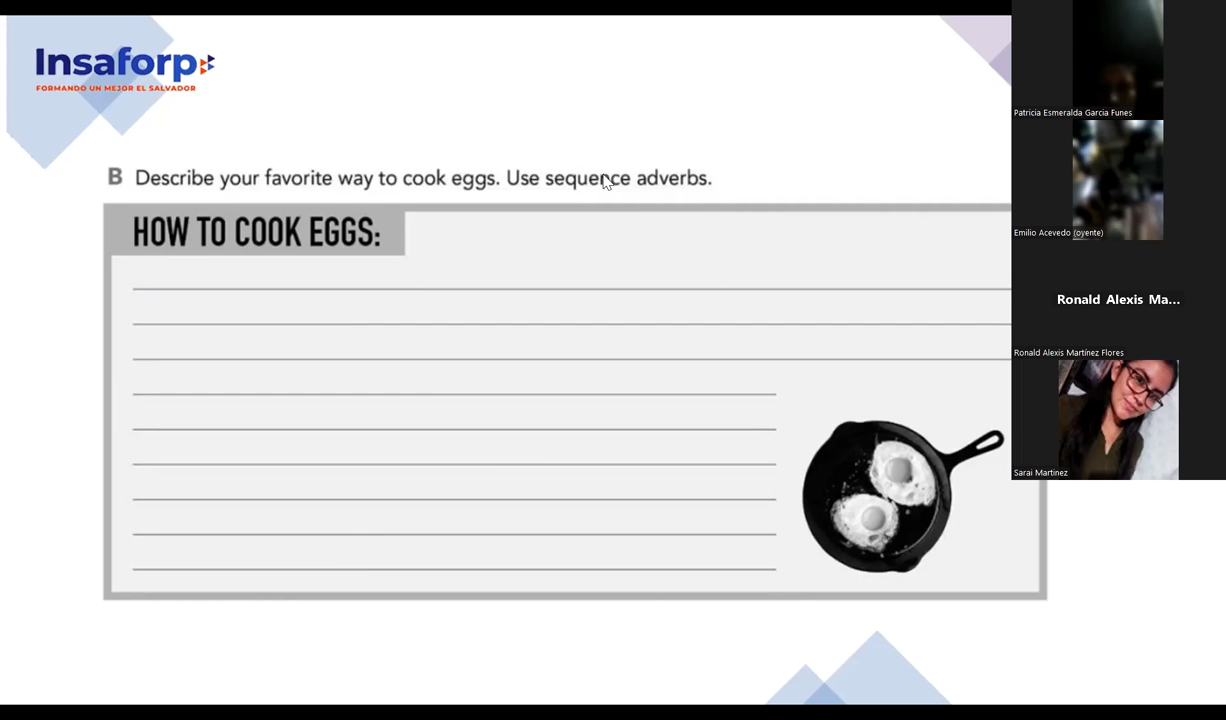 Insaforp
FORMANDO UN MEJOR EL SALVADOR
B Describe your favorite way to cook eggs. Use sequence adverbs.
HOW TO COOK EGGS:
Patricia Esmeralda Garcia Funes
Emilio Acevedo (oyente)
Ronald Alexis Ma...
Ronald Alexis Martínez Flores
Sarai Martinez